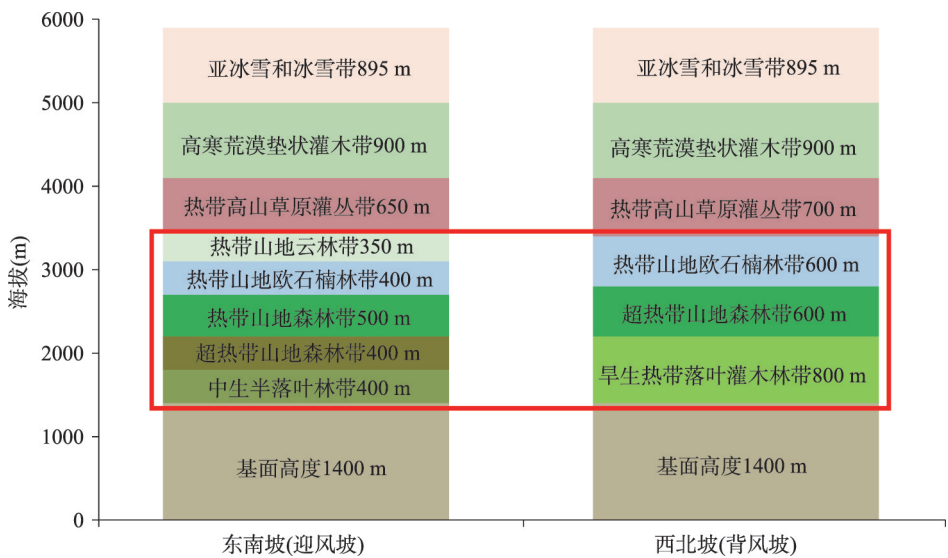 海拔(m)
6000
5000
4000
3000
2000
1000
0
亚冰雪和冰雪带895 m
高寒荒漠垫状灌木带900 m
热带高山草原灌丛带650 m
热带山地云林带350 m
热带山地欧石楠林带400 m
热带山地森林带500 m
超热带山地森林带400 m
中生半落叶林带400 m
基面高度1400 m
东南坡(迎风坡)
亚冰雪和冰雪带895 m
高寒荒漠垫状灌木带900 m
热带高山草原灌丛带700 m
热带山地欧石楠林带600 m
超热带山地森林带600 m
旱生热带落叶灌木林带800 m
基面高度1400 m
西北坡(背风坡)